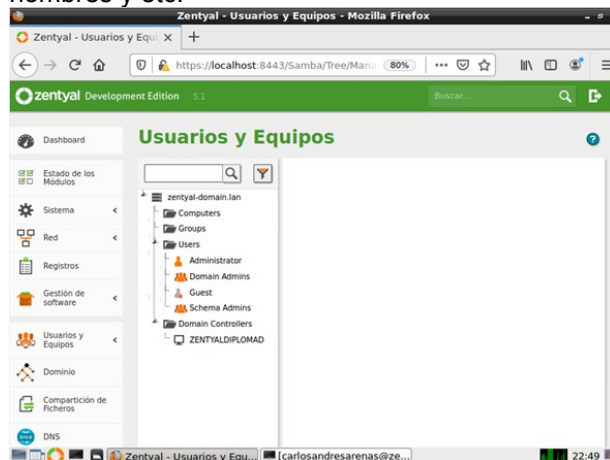 nombres y etc.
Zentyal - Usuarios y Equipos - Mozilla Firefox
Zentyal - Usuarios y Equi
https://localhost:8443/Samba/Tree/Mana 80%
zentyal Development Edition 5.1
Buscar...
Dashboard
Estado de los
Módulos
Sistema
Red
Registros
Gestión de
software
Usuarios y
Equipos
Dominio
Compartición de
Ficheros
DNS
Usuarios y Equipos
zentyal-domain.lan
Computers
Groups
Users
Administrator
Domain Admins
Guest
Schema Admins
Domain Controllers
ZENTYALDIPLOMAD
Zentyal - Usuarios y Equ...
[carlosandresarenas@ze...
22:49